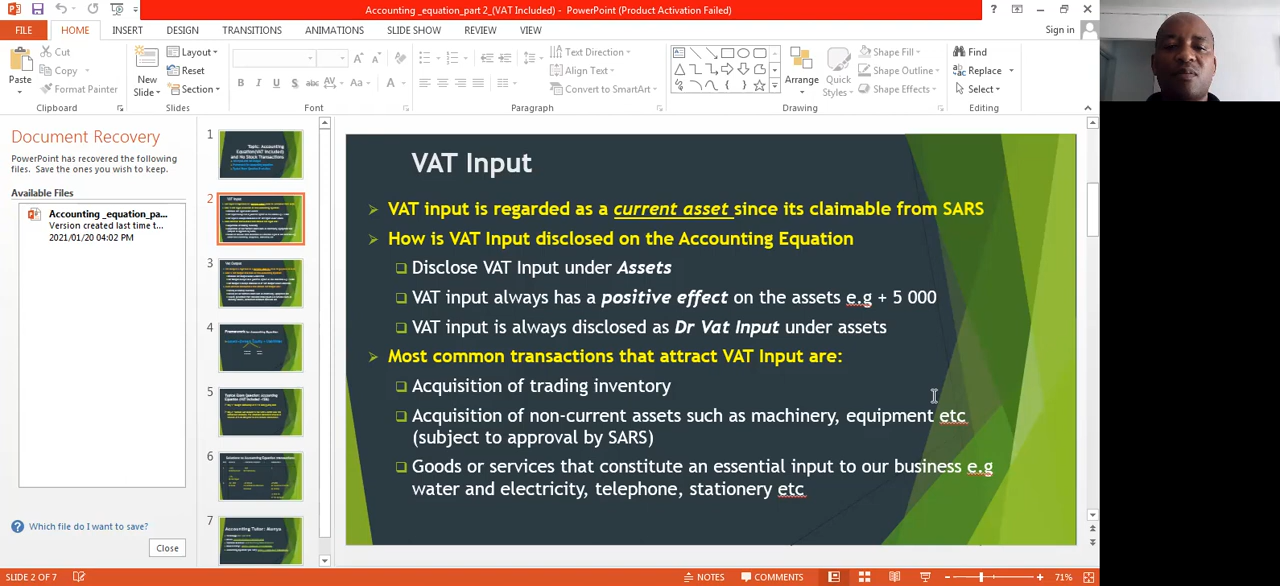 Accounting _equation_part 2_(VAT Included) - PowerPoint (Product Activation Failed)
FILE HOME INSERT DESIGN TRANSITIONS ANIMATIONS SLIDE SHOW REVIEW VIEW Sign in
Paste
Cut
Copy
Format Painter
Clipboard
New
Slide
Layout
Reset
Section
Slides
Font
Paragraph
Text Direction
Align Text
Convert to SmartArt
Arrange
Quick
Styles
Shape Fill
Shape Outline
Shape Effects
Drawing
Find
Replace
Select
Editing
Document Recovery
PowerPoint has recovered the following
files. Save the ones you wish to keep.
Available Files
Accounting _equation_pa...
Version created last time t...
2021/01/20 04:02 PM
Which file do I want to save?
Close
1
2
3
4
5
6
7
VAT Input
VAT input is regarded as a current asset since its claimable from SARS
How is VAT Input disclosed on the Accounting Equation
Disclose VAT Input under Assets
VAT input always has a positive effect on the assets e.g + 5 000
VAT input is always disclosed as Dr Vat Input under assets
Most common transactions that attract VAT Input are:
Acquisition of trading inventory
Acquisition of non-current assets such as machinery, equipment etc
(subject to approval by SARS)
Goods or services that constitute an essential input to our business e.g
water and electricity, telephone, stationery etc
SLIDE 2 OF 7 NOTES COMMENTS 71%